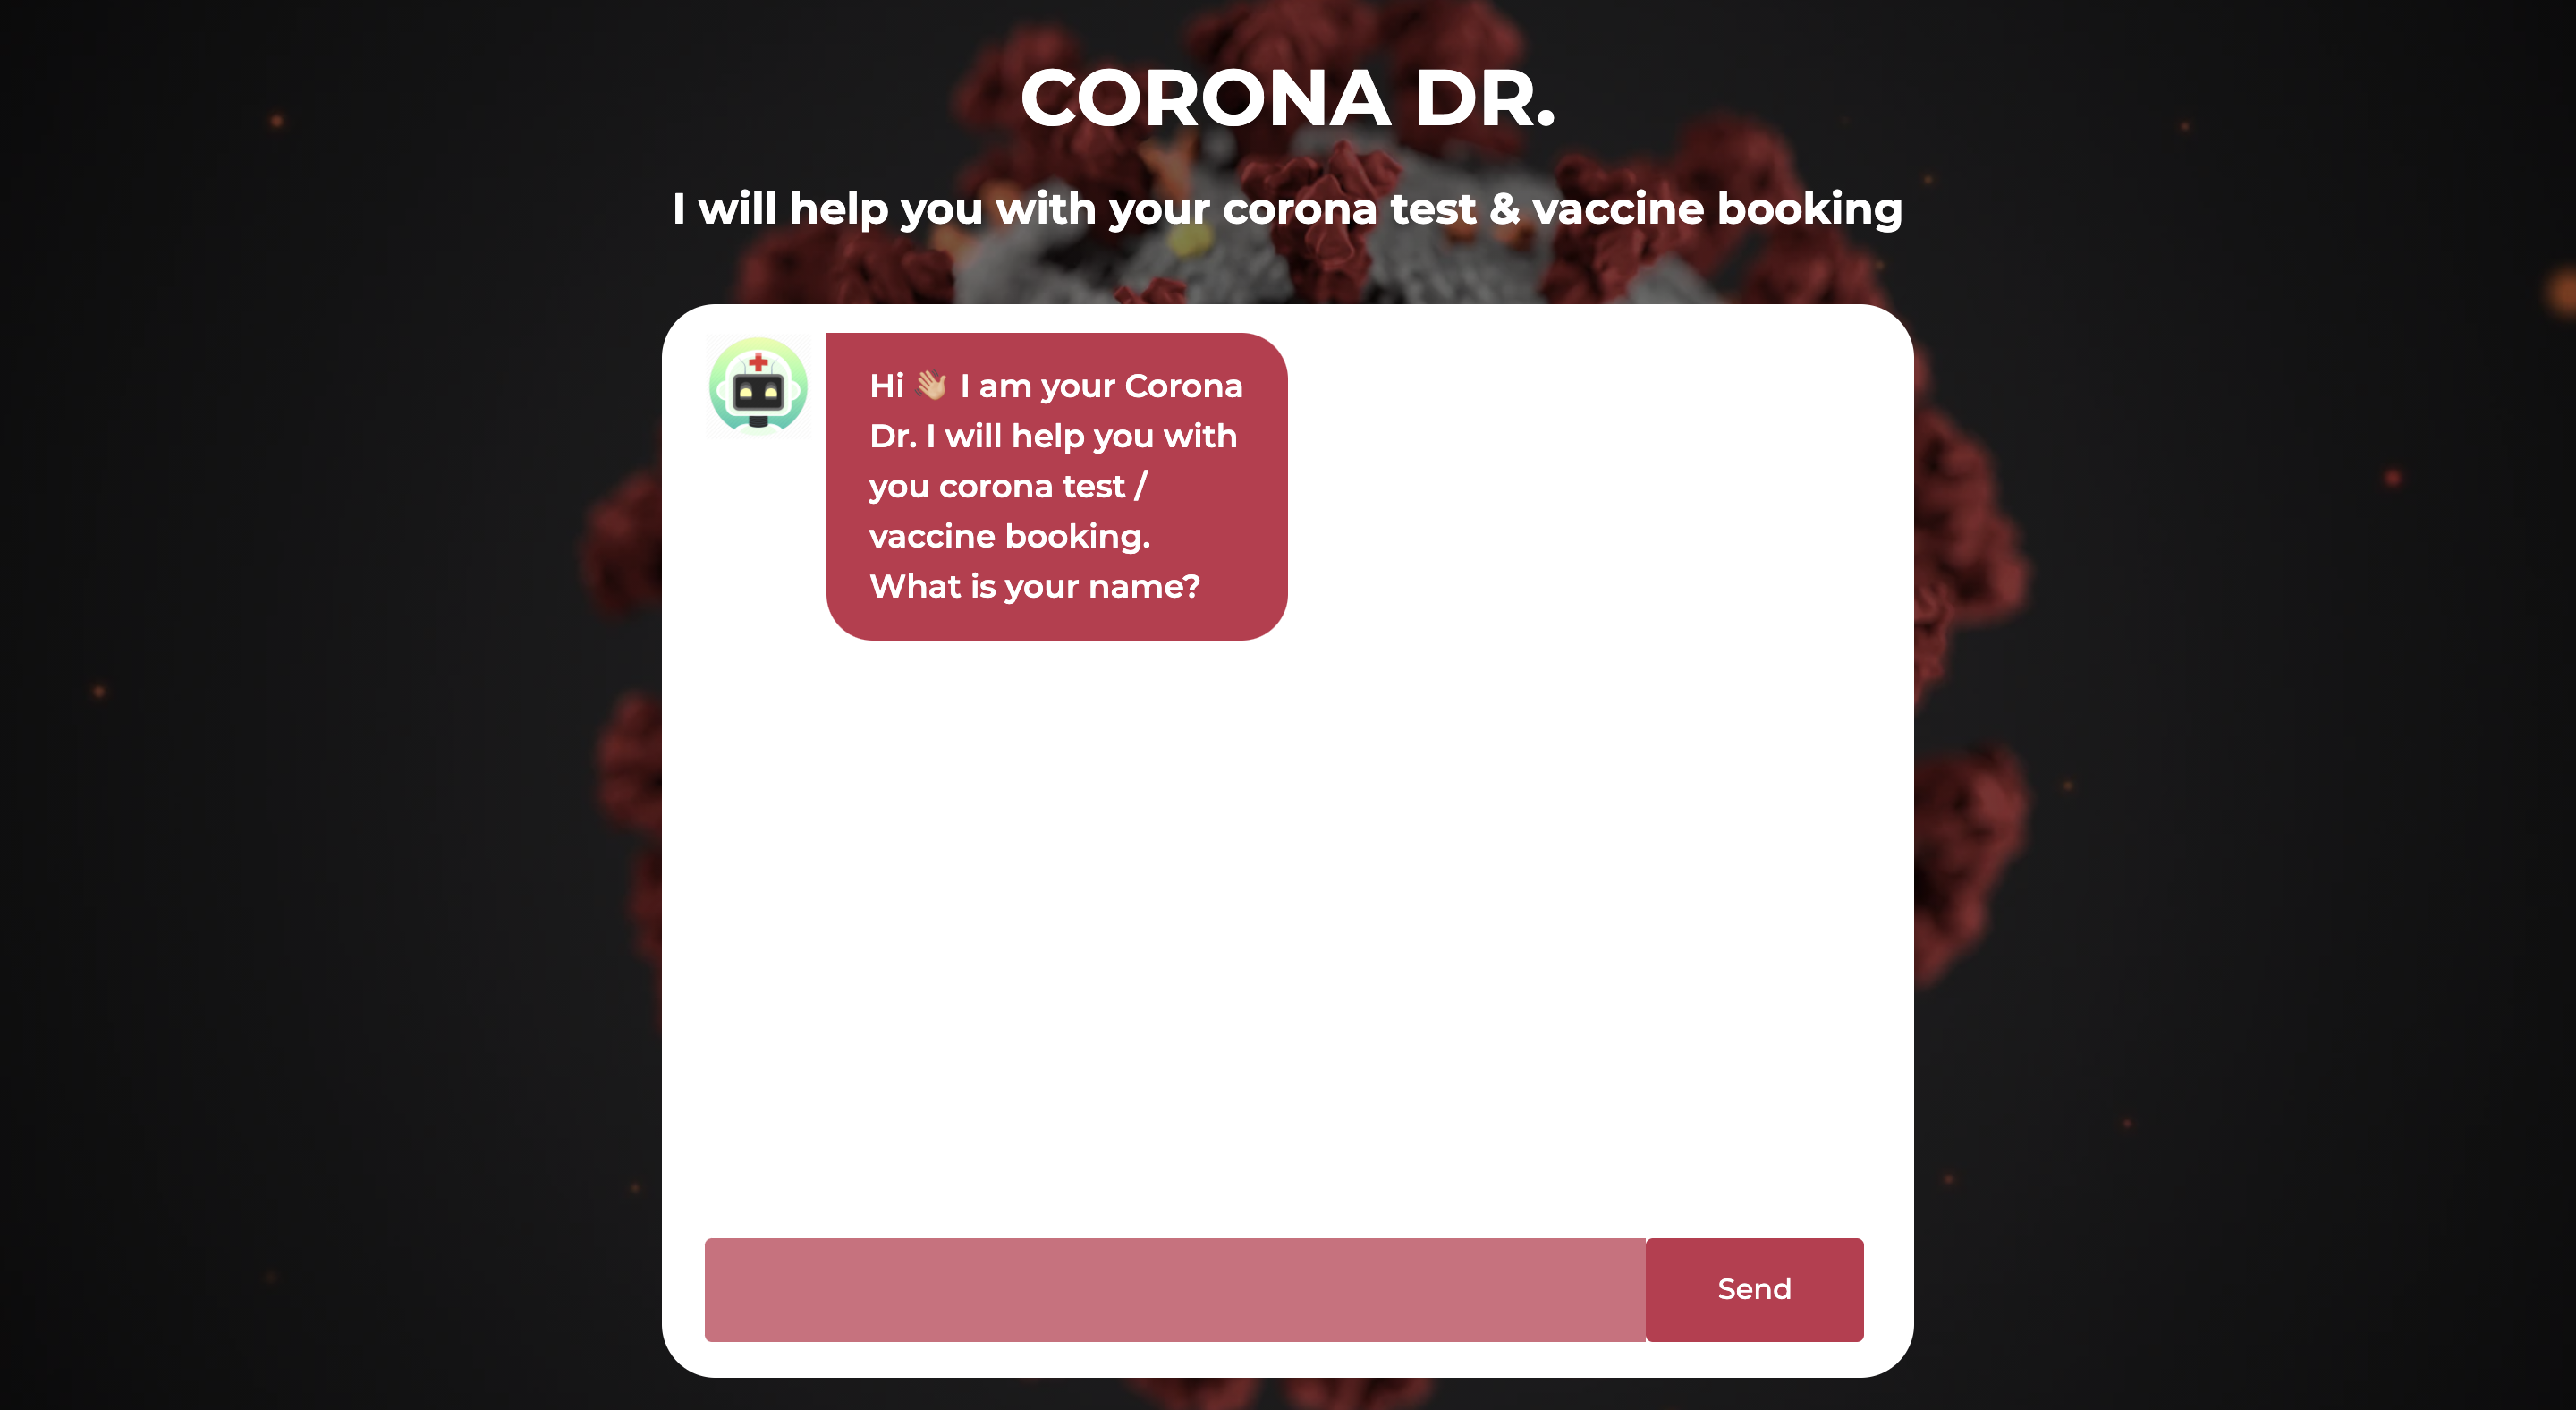 CORONA DR.
I will help you with your corona test & vaccine booking
Hi 👋🏼 I am your Corona
Dr. I will help you with
you corona test /
vaccine booking.
What is your name?
Send